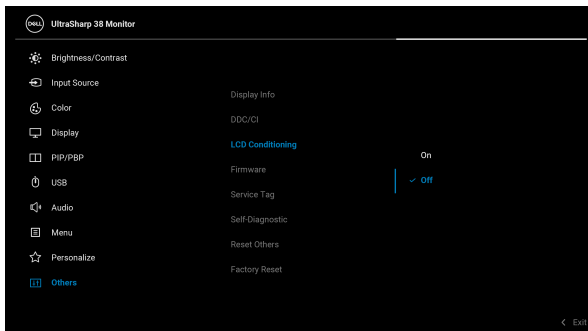 DELL UltraSharp 38 Monitor
Brightness/Contrast
Input Source
Color
Display
PIP/PBP
USB
Audio
Menu
Personalize
Others
Display Info
DDC/CI
LCD Conditioning
Firmware
Service Tag
Self-Diagnostic
Reset Others
Factory Reset
On
Off
Exit